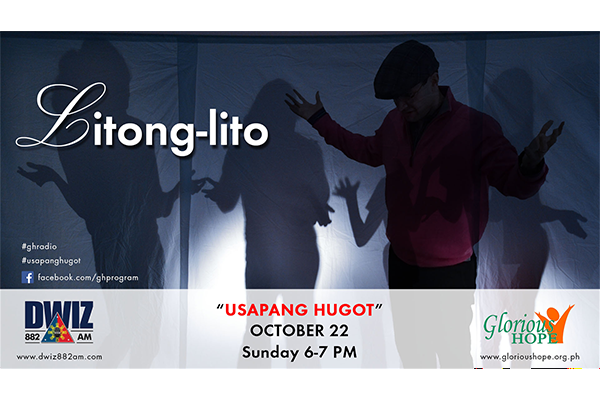 Litong-lito
#ghradio
#usapanghugot
facebook.com/ghprogram
DWIZ
882 AM
www.dwiz882am.com
“USAPANG HUGOT”
OCTOBER 22
Sunday 6-7 PM
Glorious
HOPE
www.glorioushope.org.ph